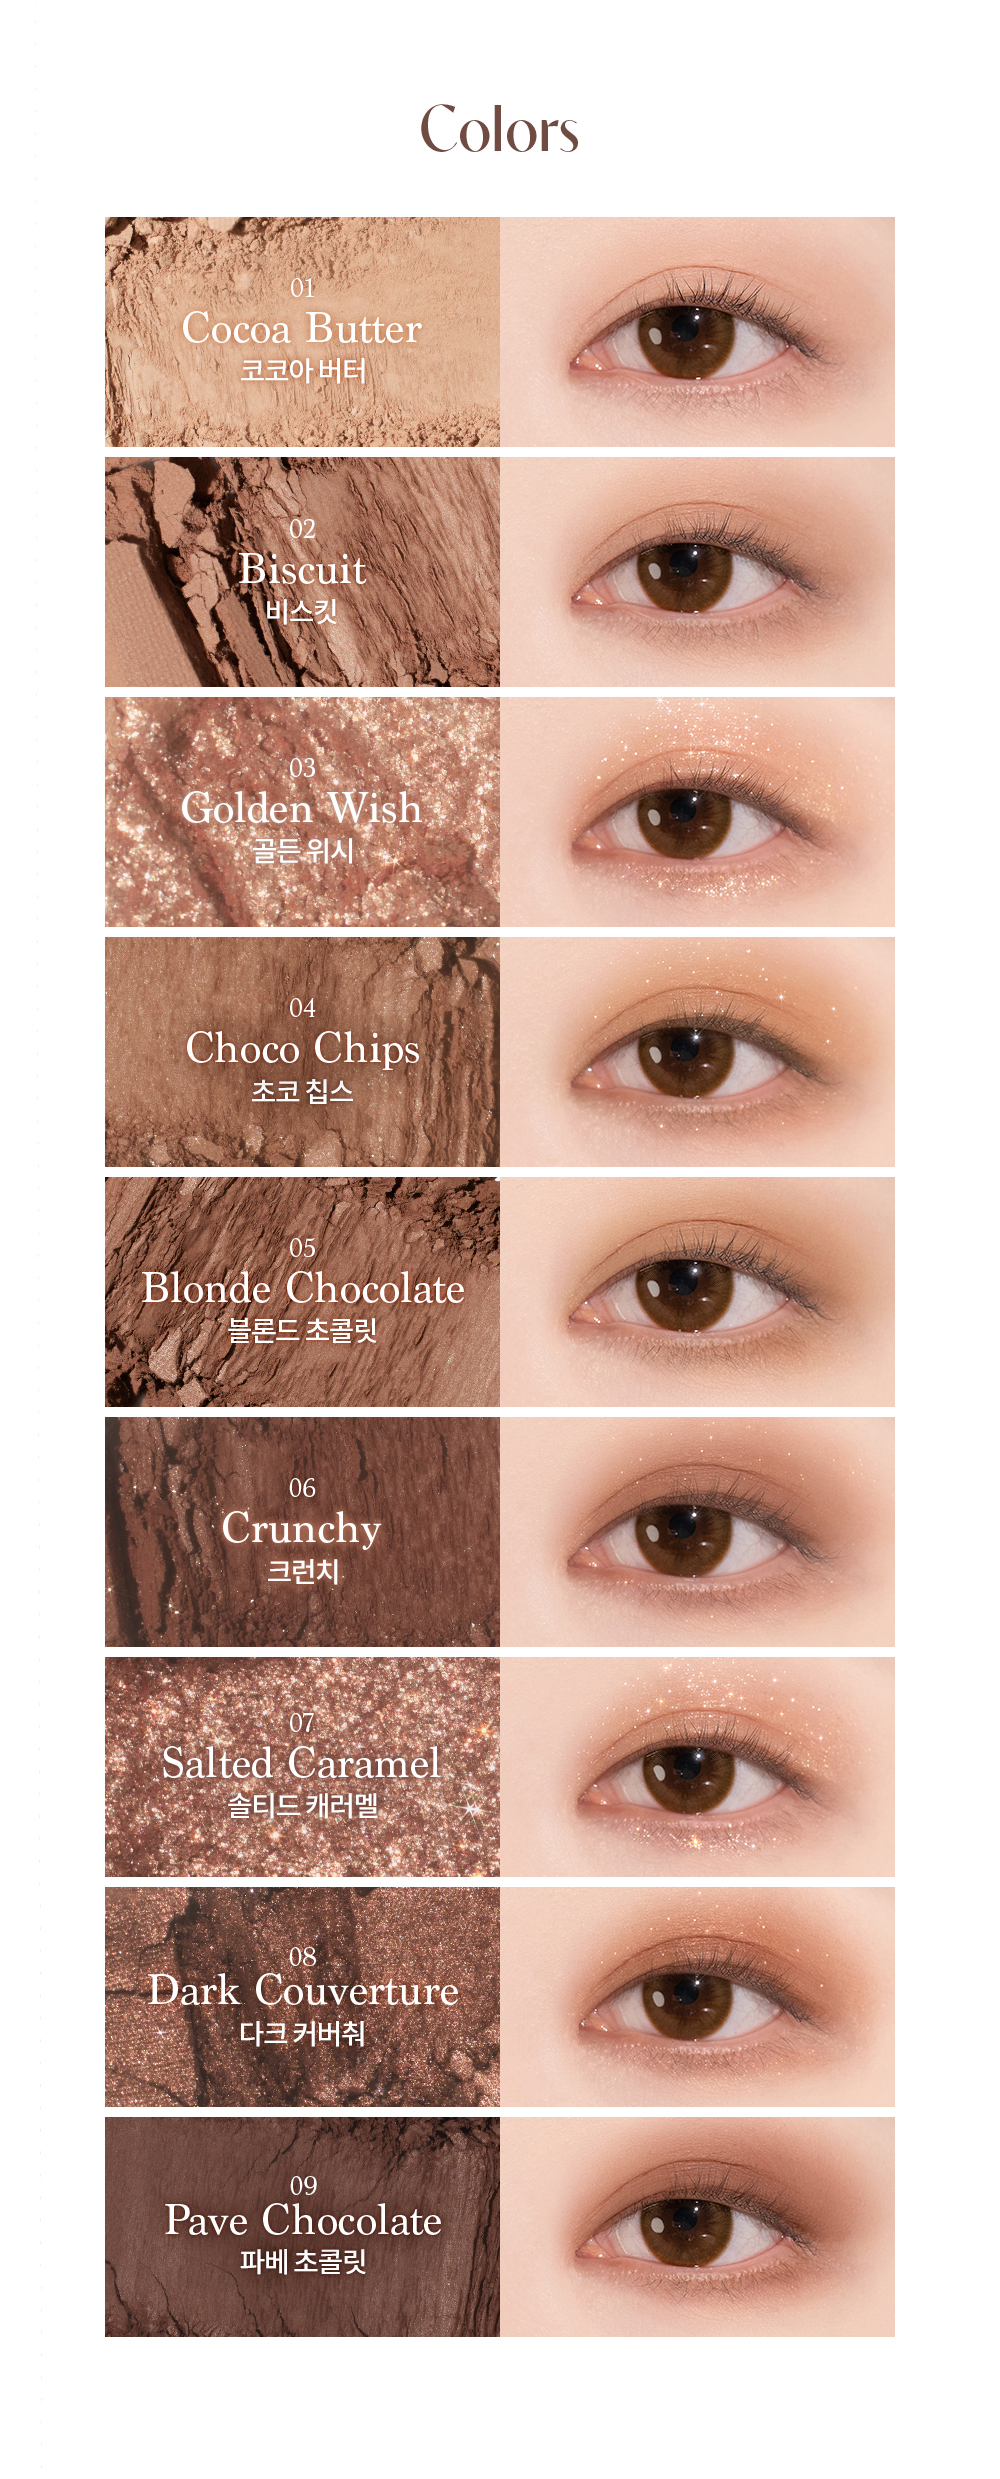 Colors
01
Cocoa Butter
코코아 버터
02
Biscuit
비스킷
03
Golden Wish
골든 위시
04
Choco Chips
초코 칩스
05
Blonde Chocolate
블론드 초콜릿
06
Crunchy
크런치
07
Salted Caramel
솔티드 캐러멜
08
Dark Couverture
다크 커버춰
09
Pave Chocolate
파베 초콜릿